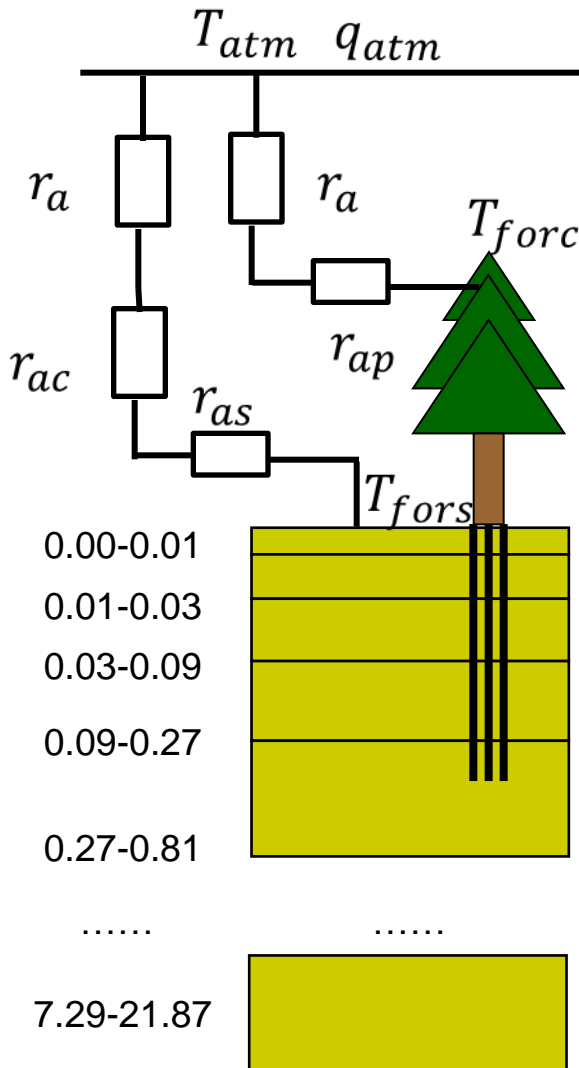 T_atm q_atm
r_a
r_a
T_forc
r_ac
r_ap
r_as
T_fors
0.00-0.01
0.01-0.03
0.03-0.09
0.09-0.27
0.27-0.81
...... ......
7.29-21.87